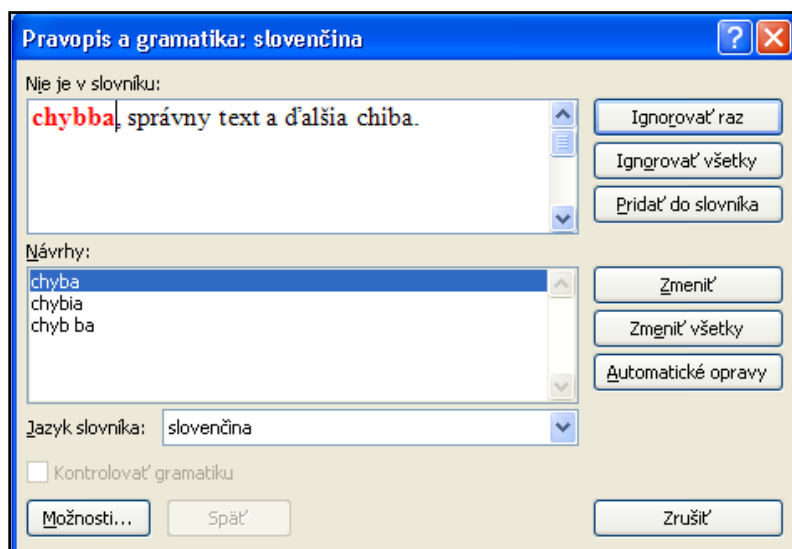 Pravopis a gramatika: slovenčina
Nie je v slovníku:
chybba, správny text a ďalšia chiba.
Ignorovať raz
Ignorovať všetky
Pridať do slovníka
Návrhy:
chyba
chybia
chyb ba
Zmeniť
Zmeniť všetky
Automatické opravy
Jazyk slovníka: slovenčina
Kontrolovať gramatiku
Možnosti... Späť Zrušiť